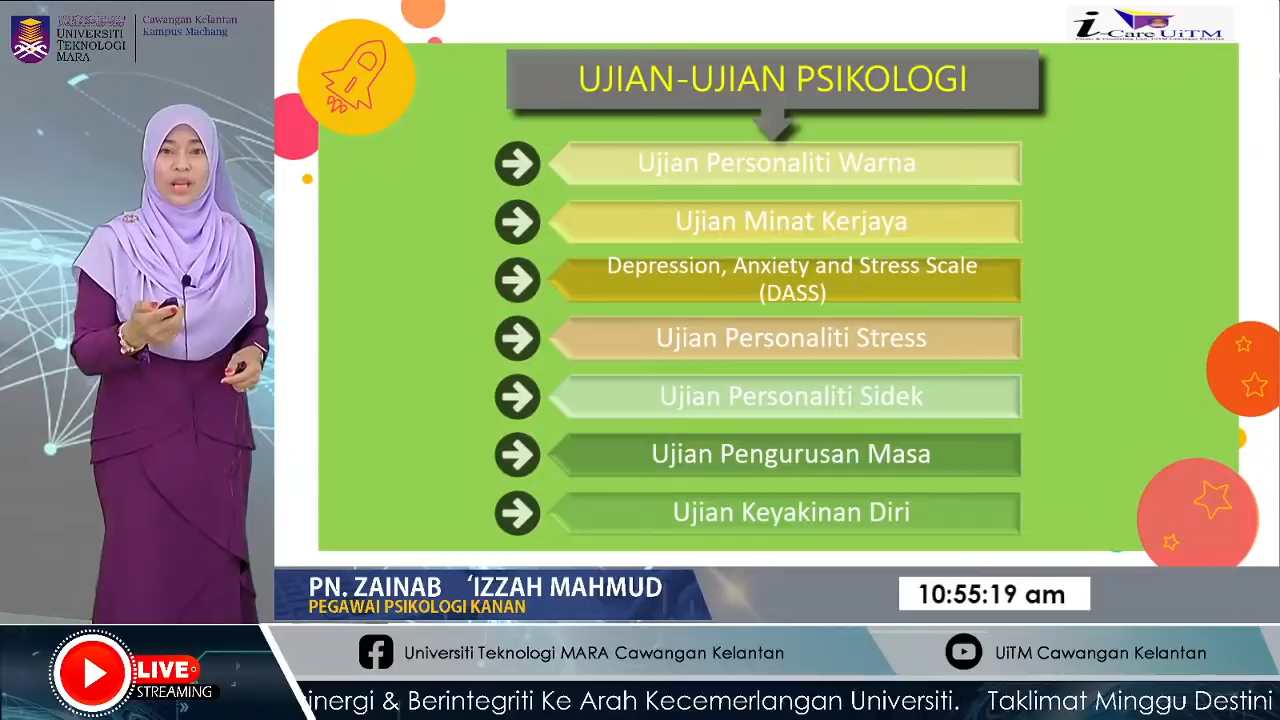 UNIVERSITI
TEKNOLOGI
MARA
Cawangan Kelantan
Kampus Machang
i-Care UiTM
UJIAN-UJIAN PSIKOLOGI
Ujian Personaliti Warna
Ujian Minat Kerjaya
Depression, Anxiety and Stress Scale
(DASS)
Ujian Personaliti Stress
Ujian Personaliti Sidek
Ujian Pengurusan Masa
Ujian Keyakinan Diri
PN. ZAINAB 'IZZAH MAHMUD
PEGAWAI PSIKOLOGI KANAN
10:55:19 am
LIVE
STREAMING
Universiti Teknologi MARA Cawangan Kelantan
UiTM Cawangan Kelantan
inergi & Berintegriti Ke Arah Kecemerlangan Universiti. Taklimat Minggu Destini